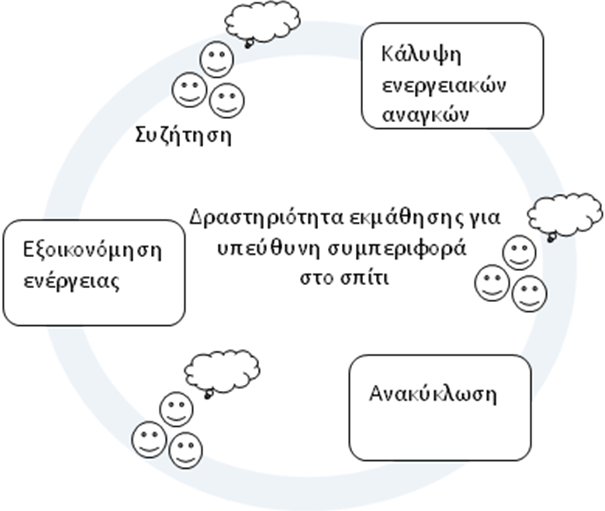 Κάλυψη
ενεργειακών
αναγκών
Συζήτηση
Δραστηριότητα εκμάθησης για
υπεύθυνη συμπεριφορά
στο σπίτι
Εξοικονόμηση
ενέργειας
Ανακύκλωση